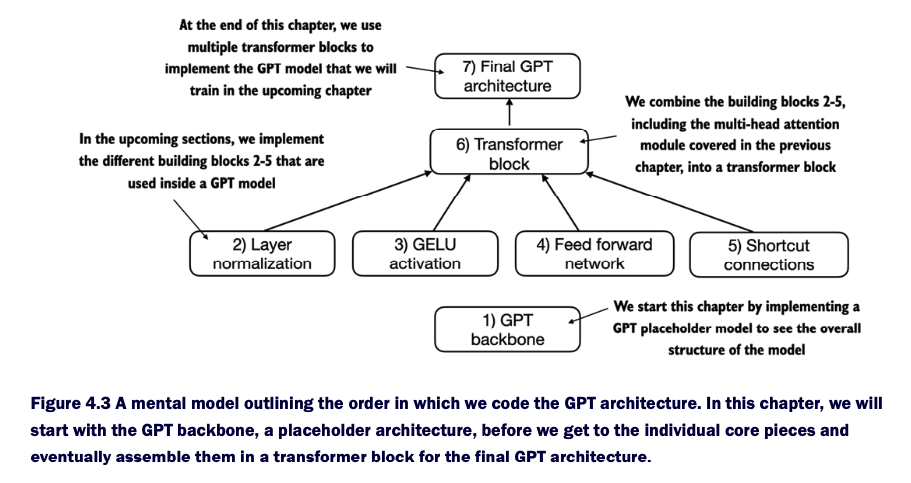 At the end of this chapter, we use
multiple transformer blocks to
implement the GPT model that we will
train in the upcoming chapter
7) Final GPT
architecture
We combine the building blocks 2-5,
including the multi-head attention
module covered in the previous
chapter, into a transformer block
In the upcoming sections, we implement
the different building blocks 2-5 that are
used inside a GPT model
6) Transformer
block
2) Layer
normalization
3) GELU
activation
4) Feed forward
network
5) Shortcut
connections
1) GPT
backbone
We start this chapter by implementing a
GPT placeholder model to see the overall
structure of the model
Figure 4.3 A mental model outlining the order in which we code the GPT architecture. In this chapter, we will
start with the GPT backbone, a placeholder architecture, before we get to the individual core pieces and
eventually assemble them in a transformer block for the final GPT architecture.